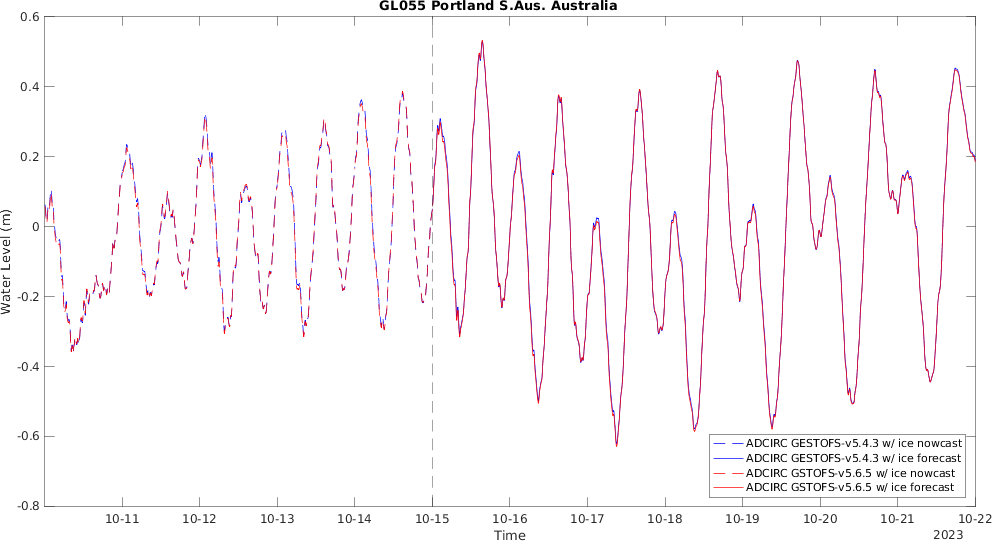 GL055 Portland S.Aus. Australia
0.6
0.4
0.2
0
-0.2
-0.4
-0.6
-0.8
Water Level (m)
ADCIRC GESTOFS-v5.4.3 w/ ice nowcast
ADCIRC GESTOFS-v5.4.3 w/ ice forecast
ADCIRC GSTOFS-v5.6.5 w/ ice nowcast
ADCIRC GSTOFS-v5.6.5 w/ ice forecast
10-11 10-12 10-13 10-14 10-15 10-16 10-17 10-18 10-19 10-20 10-21 10-22
Time
2023